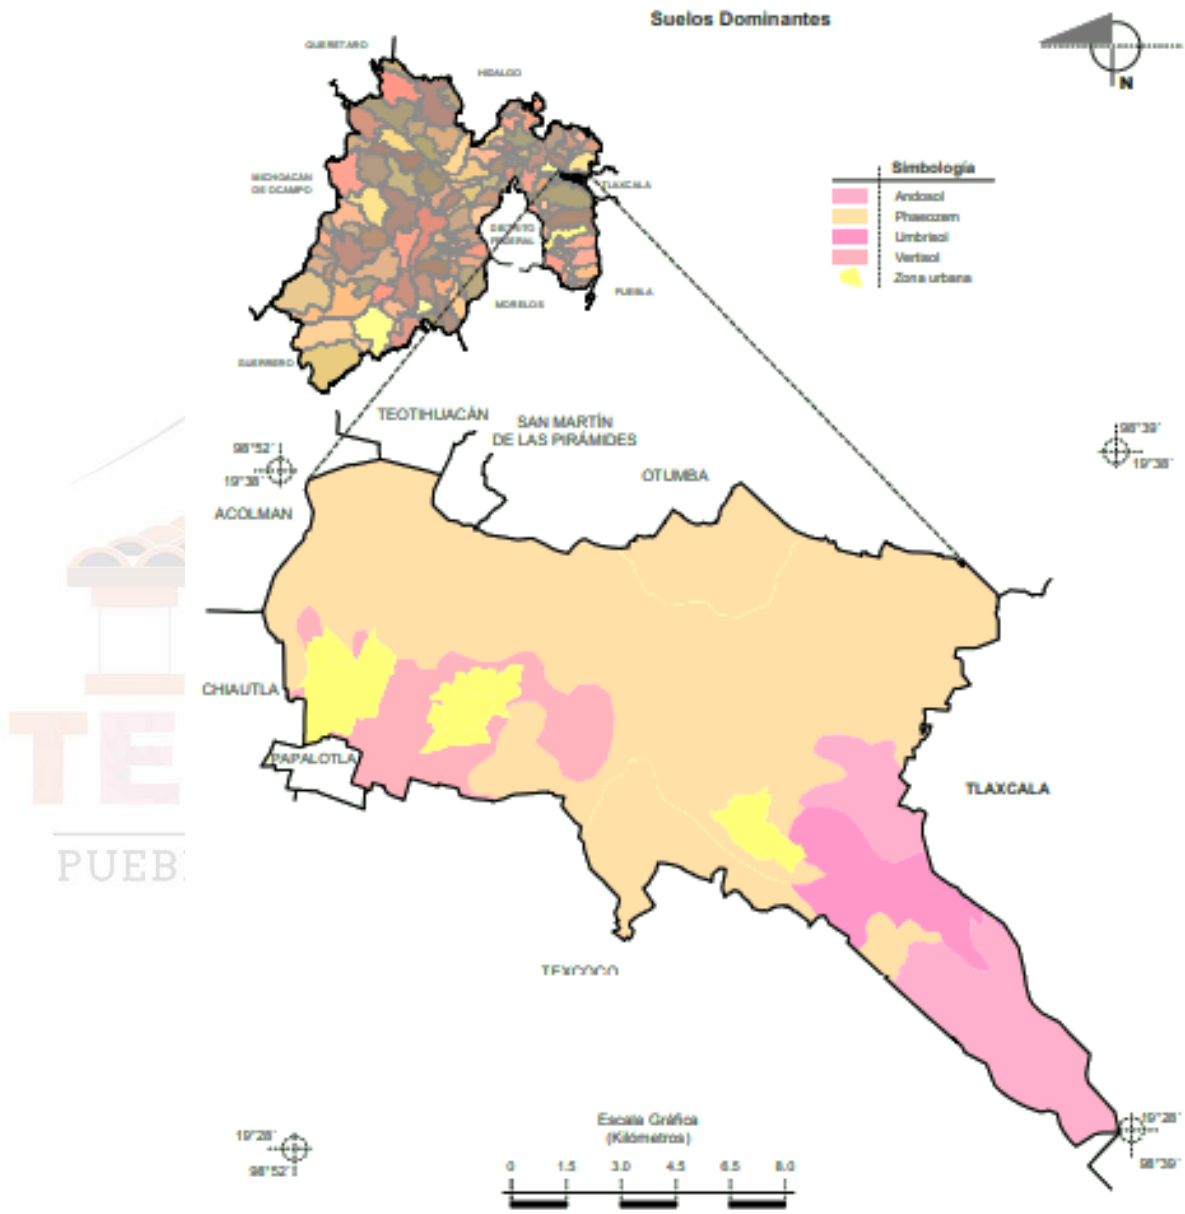 Suelos Dominantes
QUERETARO
HIDALGO
N
MICHOACAN
DE OCAMPO
TLAXCALA
DISTRITO
FEDERAL
MORELOS
PUEBLA
GUERRERO
Simbología
Andosol
Phaeozem
Umbrisol
Vertisol
Zona urbana
TEOTIHUACÁN
SAN MARTÍN
DE LAS PIRÁMIDES
OTUMBA
98°52'
19°38'
98°39'
19°38'
ACOLMAN
CHIAUTLA
PAPALOTLA
TE
PUEB
TLAXCALA
TEXCOCO
19°28'
98°52'
Escala Gráfica
(Kilómetros)
0 1.5 3.0 4.5 6.5 8.0
19°28'
98°39'